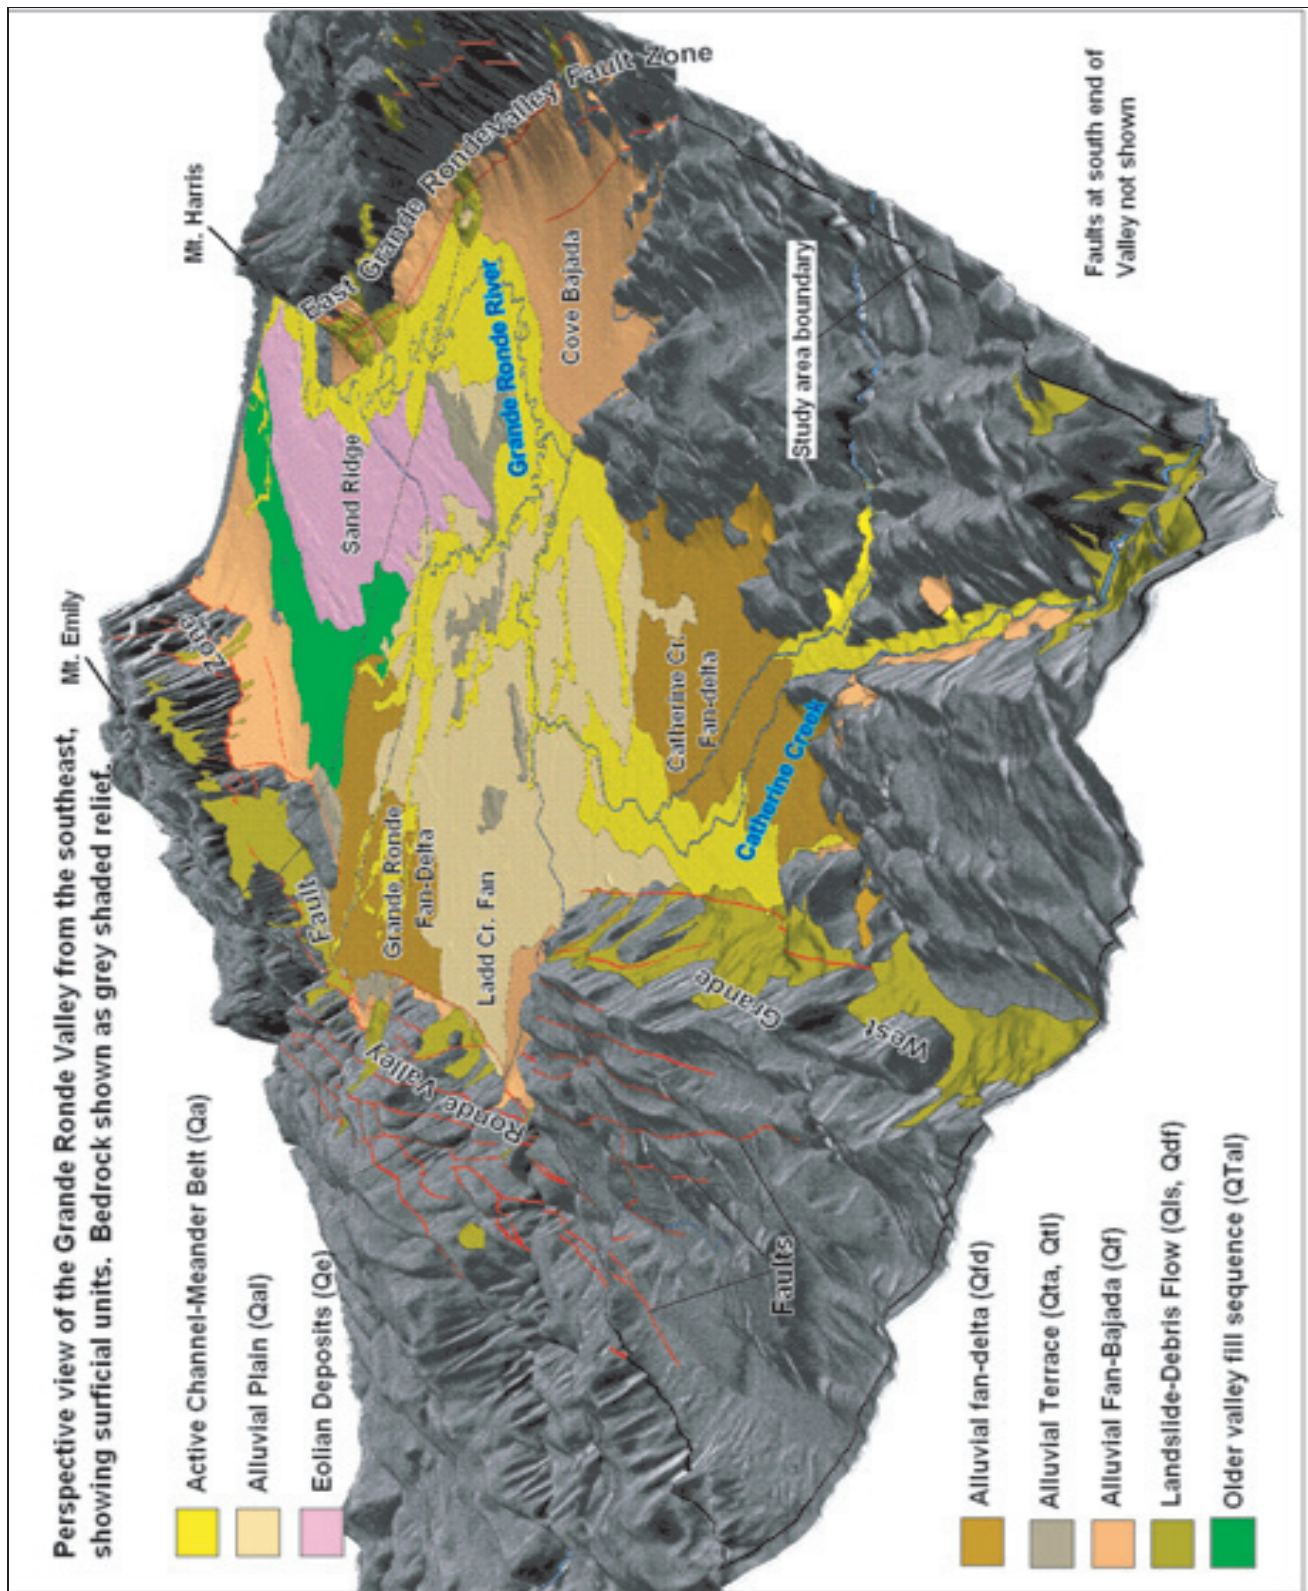 Perspective view of the Grande Ronde Valley from the southeast,
showing surficial units. Bedrock shown as grey shaded relief.
Active Channel-Meander Belt (Qa)
Alluvial Plain (Qal)
Eolian Deposits (Qe)
Mt. Emily
Mt. Harris
Zone
Fault
Ronde Valley
Grande
West
East Grande RondeValley Fault Zone
Sand Ridge
Grande Ronde
Fan-Delta
Ladd Cr. Fan
Grande Ronde River
Cove Bajada
Catherine Cr.
Fan-delta
Catherine Creek
Study area boundary
Faults
Faults at south end of
Valley not shown
Alluvial fan-delta (Qfd)
Alluvial Terrace (Qta, Qtl)
Alluvial Fan-Bajada (Qf)
Landslide-Debris Flow (Qls, Qdf)
Older valley fill sequence (QTal)